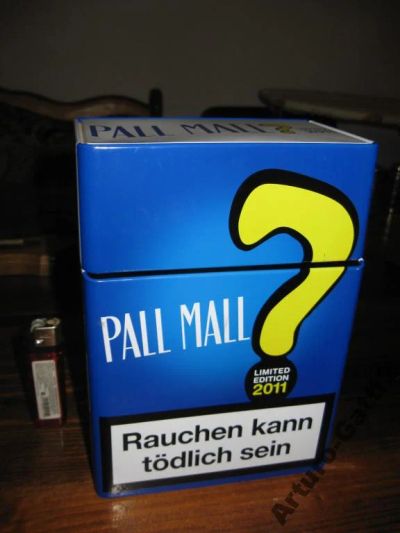 PALL MALL ?
PALL MALL ?
LIMITED
EDITION
2011
Rauchen kann
tödlich sein